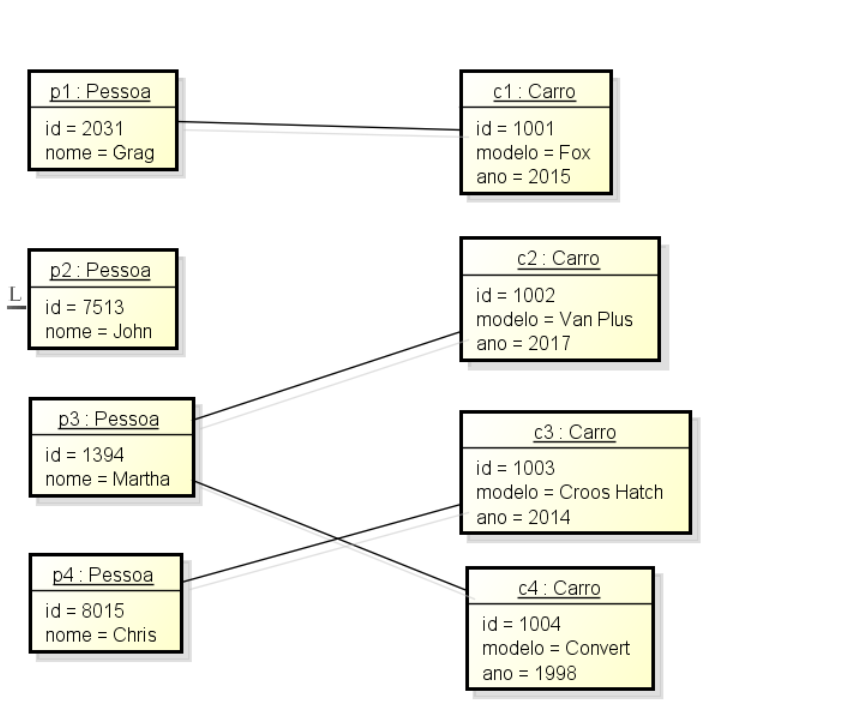 p1 : Pessoa
id = 2031
nome = Grag
c1 : Carro
id = 1001
modelo = Fox
ano = 2015
L
p2 : Pessoa
id = 7513
nome = John
c2 : Carro
id = 1002
modelo = Van Plus
ano = 2017
p3 : Pessoa
id = 1394
nome = Martha
c3 : Carro
id = 1003
modelo = Croos Hatch
ano = 2014
p4 : Pessoa
id = 8015
nome = Chris
c4 : Carro
id = 1004
modelo = Convert
ano = 1998